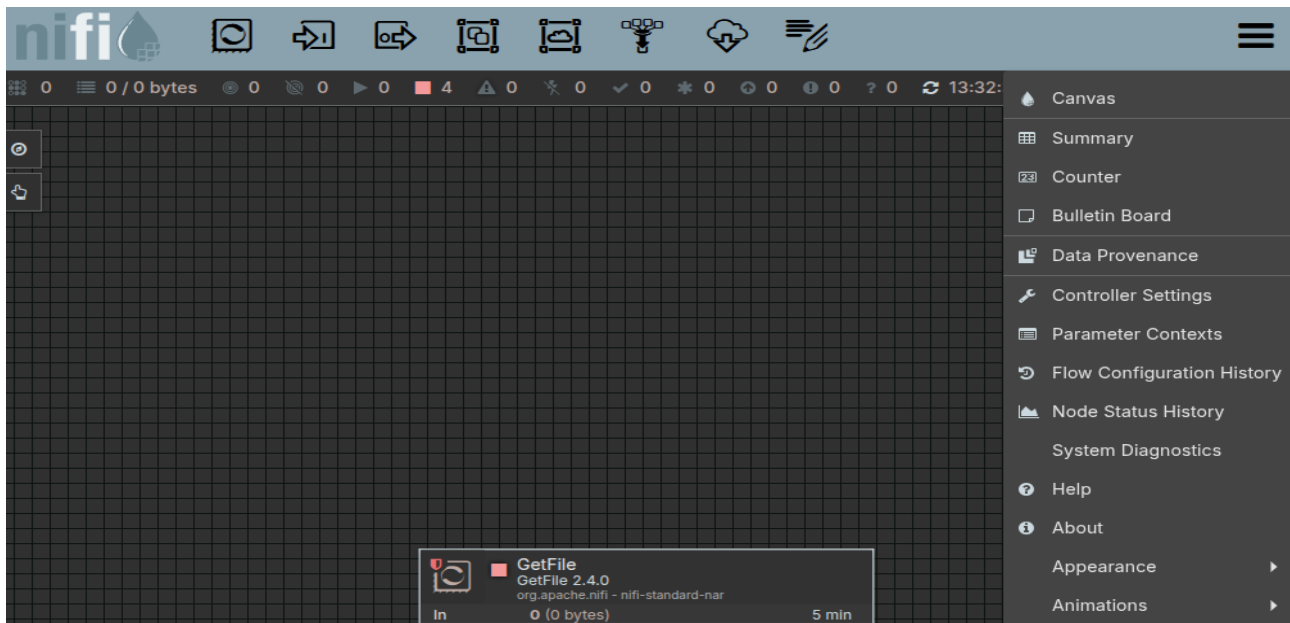 nifi
0 0 / 0 bytes 0 0 0 4 0 0 0 0 0 0 0 13:32:
Canvas
Summary
23 Counter
Bulletin Board
Data Provenance
Controller Settings
Parameter Contexts
Flow Configuration History
Node Status History
System Diagnostics
Help
About
Appearance
Animations
GetFile
GetFile 2.4.0
org.apache.nifi - nifi-standard-nar
In 0 (0 bytes) 5 min